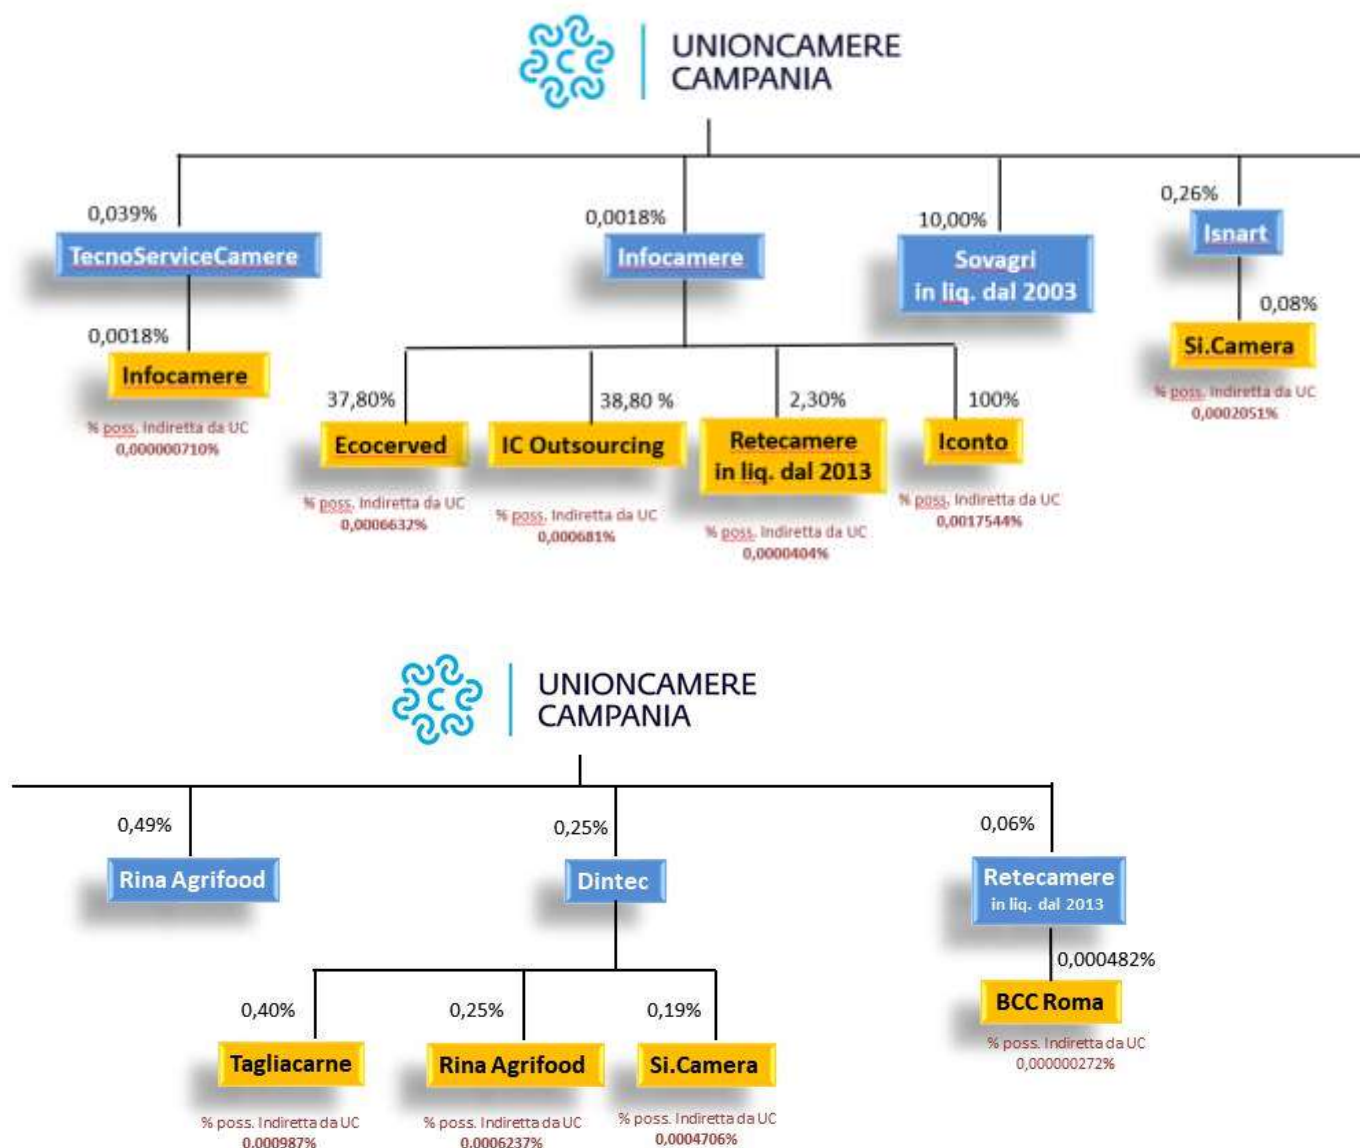 UNIONCAMERE
CAMPANIA
0,039%
0,0018%
10,00%
0,26%
TecnoServiceCamere
Infocamere
Sovagri
in liq. dal 2003
Isnart
0,0018%
0,08%
Infocamere
Si.Camera
% poss. Indiretta da UC
0,000000710%
% poss. Indiretta da UC
0,0002051%
37,80%
38,80 %
2,30%
100%
Ecocerved
IC Outsourcing
Retecamere
in liq. dal 2013
Iconto
% poss. Indiretta da UC
0,0006632%
% poss. Indiretta da UC
0,000681%
% poss. Indiretta da UC
0,0000404%
% poss. Indiretta da UC
0,0017544%
UNIONCAMERE
CAMPANIA
0,49%
0,25%
0,06%
Rina Agrifood
Dintec
Retecamere
in liq. dal 2013
0,000482%
0,40%
0,25%
0,19%
BCC Roma
% poss. Indiretta da UC
0,000000272%
Tagliacarne
Rina Agrifood
Si.Camera
% poss. Indiretta da UC
0,000987%
% poss. Indiretta da UC
0,0006237%
% poss. Indiretta da UC
0,0004706%